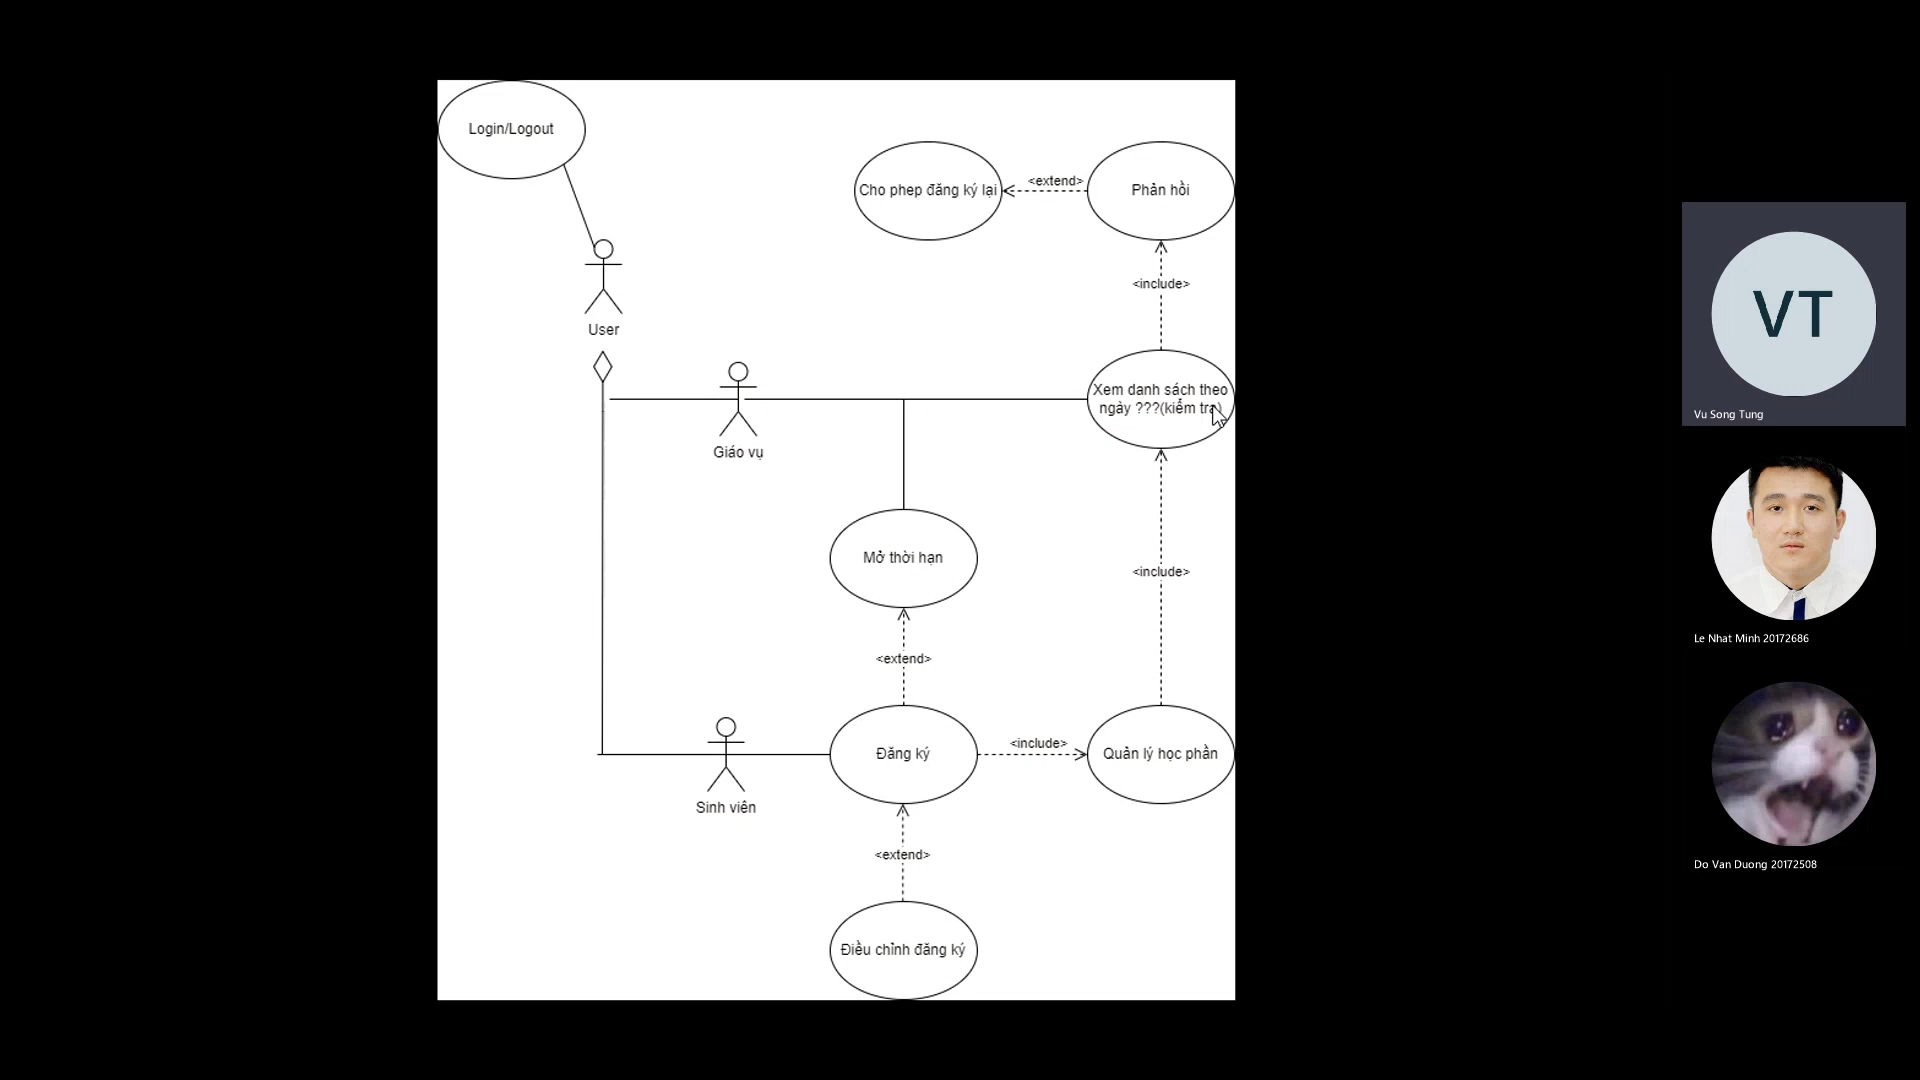 Login/Logout
Cho phep đăng ký lại
<extend>
Phản hồi
<include>
User
Xem danh sách theo
ngày ???(kiểm tra)
Giáo vụ
Mở thời hạn
<include>
<extend>
Đăng ký
<include>
Quản lý học phần
Sinh viên
<extend>
Điều chỉnh đăng ký
VT
Vu Song Tung
Le Nhat Minh 20172686
Do Van Duong 20172508